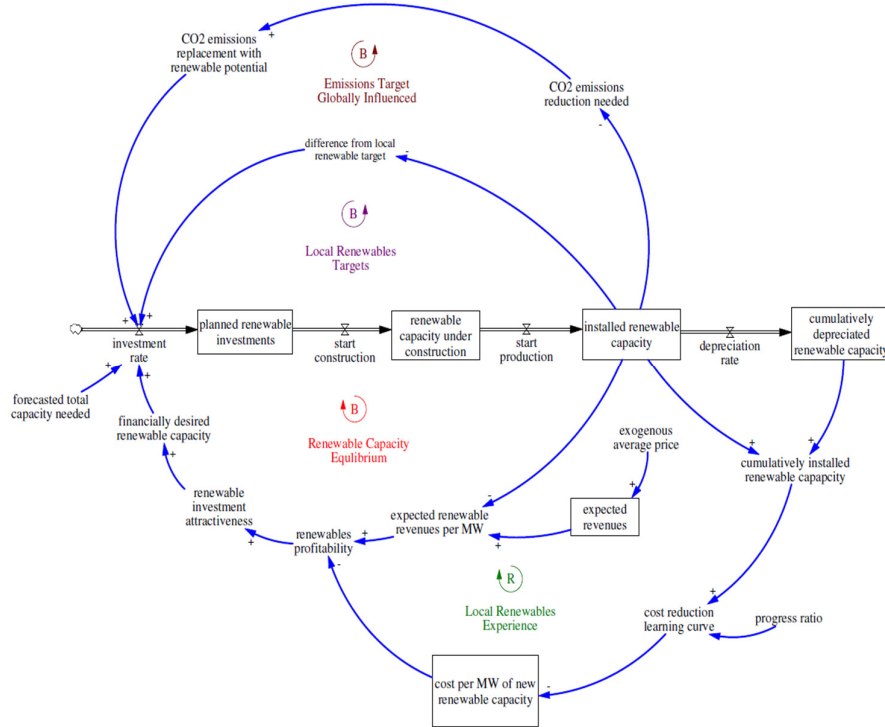 CO2 emissions
replacement with
renewable potential
+
B
Emissions Target
Globally Influenced
CO2 emissions
reduction needed
-
difference from local
renewable target
-
B
Local Renewables
Targets
+
+
investment
rate
planned renewable
investments
start
construction
renewable
capacity under
construction
start
production
installed renewable
capacity
depreciation
rate
cumulatively
depreciated
renewable capacity
forecasted total
capacity needed
+
+
financially desired
renewable capacity
+
B
Renewable Capacity
Equlibrium
exogenous
average price
+
+
+
cumulatively installed
renewable capapcity
renewable
investment
attractiveness
+
renewables
profitability
+
-
expected renewable
revenues per MW
-
+
expected
revenues
R
Local Renewables
Experience
+
cost reduction
learning curve
progress ratio
cost per MW of new
renewable capacity
-